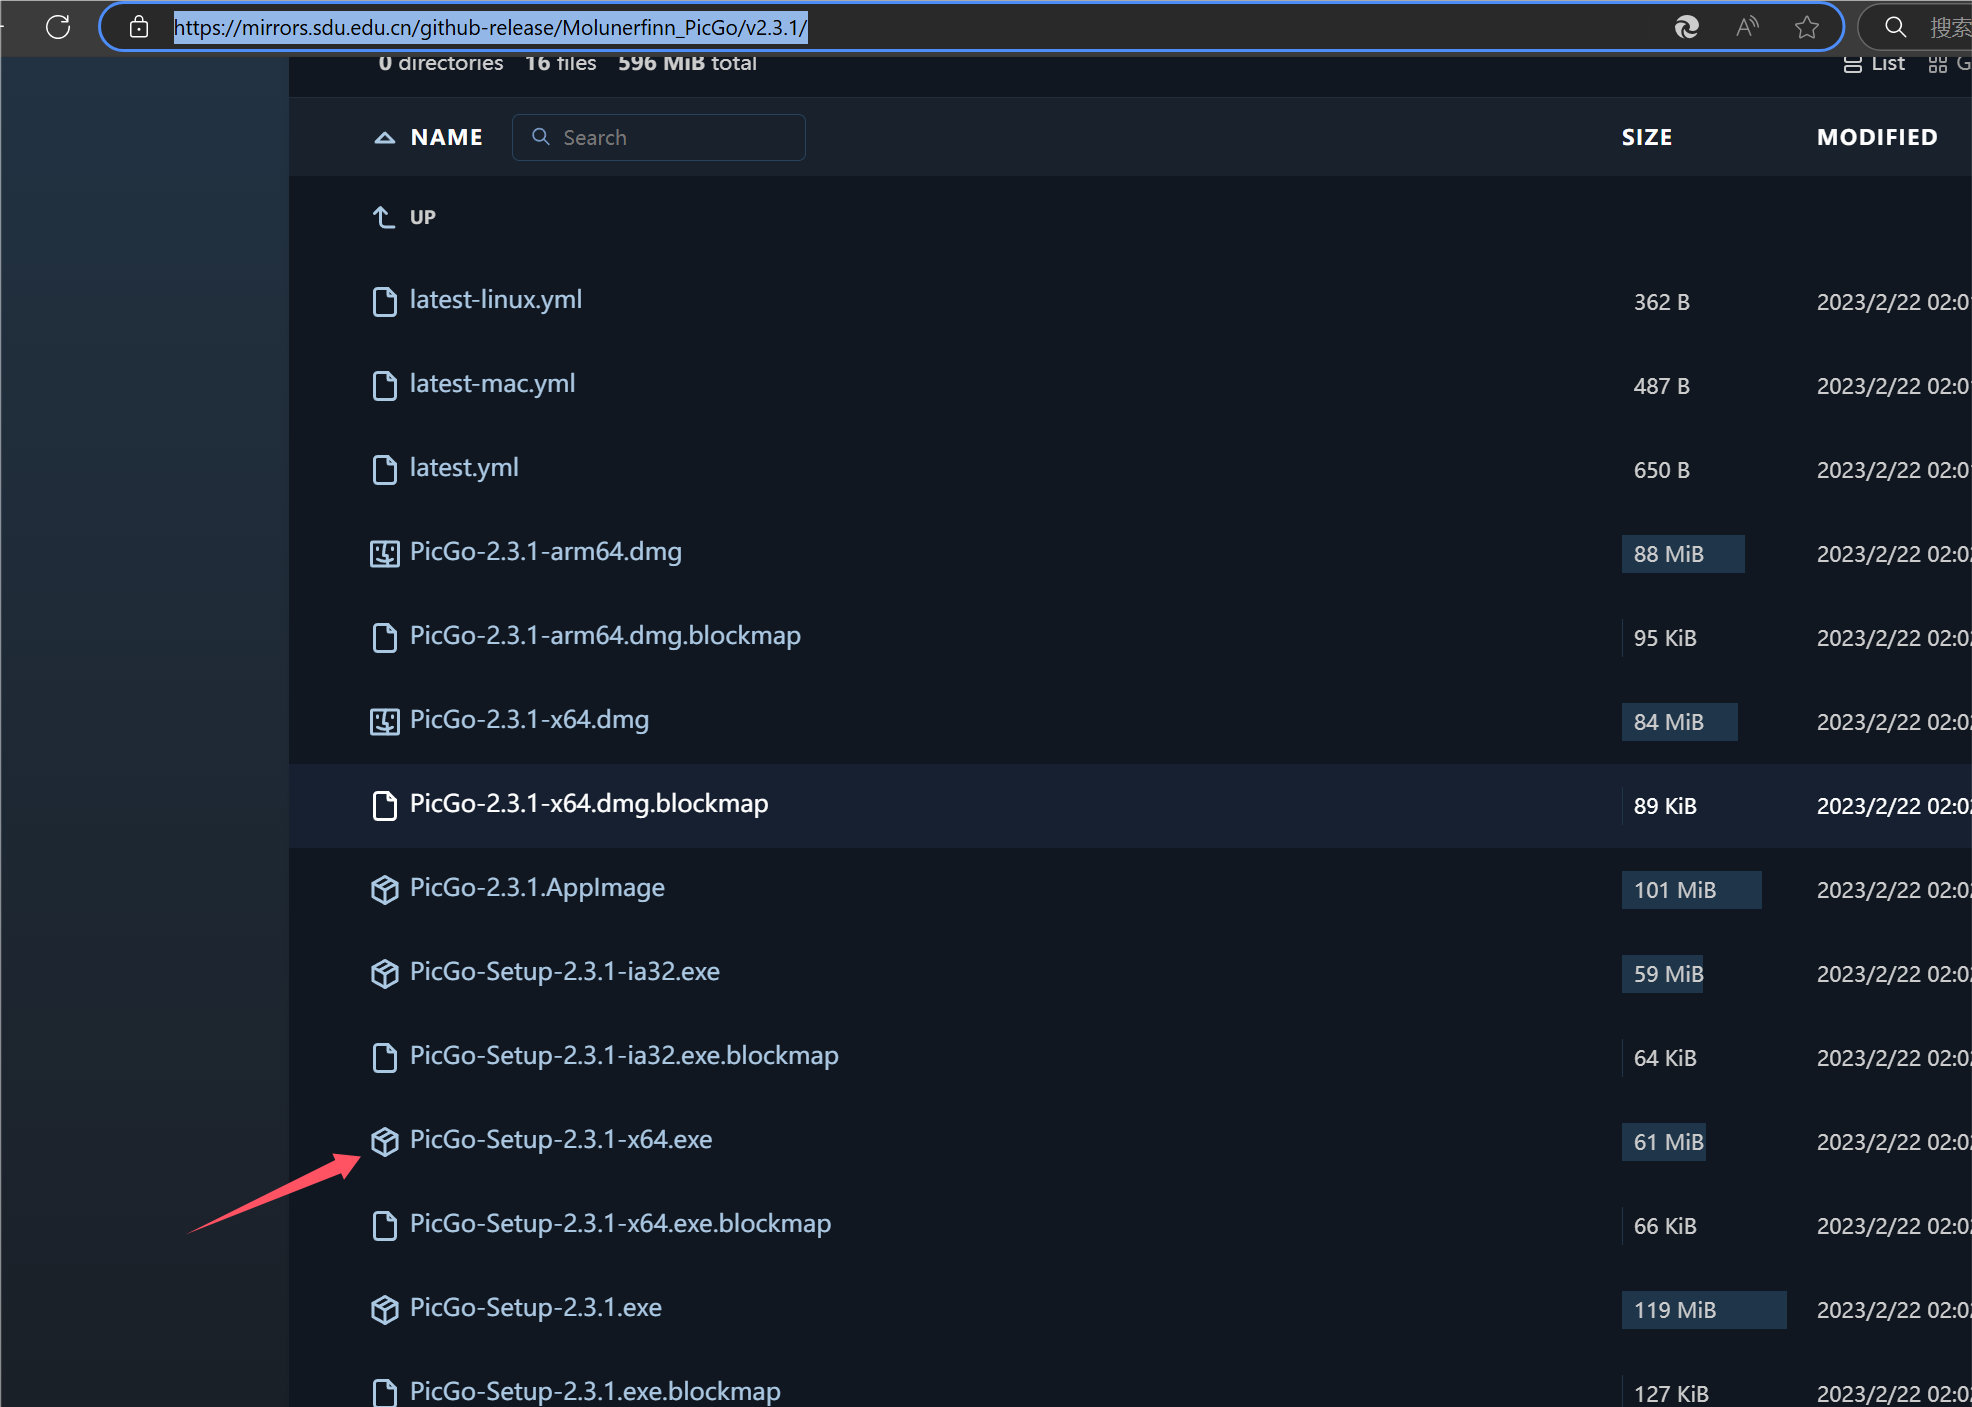 https://mirrors.sdu.edu.cn/github-release/Molunerfinn_PicGo/v2.3.1/ A 搜索
0 directories 16 files 596 MiB total List
NAME Search SIZE MODIFIED
UP
latest-linux.yml 362 B 2023/2/22 02:0
latest-mac.yml 487 B 2023/2/22 02:0
latest.yml 650 B 2023/2/22 02:0
PicGo-2.3.1-arm64.dmg 88 MiB 2023/2/22 02:0
PicGo-2.3.1-arm64.dmg.blockmap 95 KiB 2023/2/22 02:0
PicGo-2.3.1-x64.dmg 84 MiB 2023/2/22 02:0
PicGo-2.3.1-x64.dmg.blockmap 89 KiB 2023/2/22 02:0
PicGo-2.3.1.AppImage 101 MiB 2023/2/22 02:0
PicGo-Setup-2.3.1-ia32.exe 59 MiB 2023/2/22 02:0
PicGo-Setup-2.3.1-ia32.exe.blockmap 64 KiB 2023/2/22 02:0
PicGo-Setup-2.3.1-x64.exe 61 MiB 2023/2/22 02:0
PicGo-Setup-2.3.1-x64.exe.blockmap 66 KiB 2023/2/22 02:0
PicGo-Setup-2.3.1.exe 119 MiB 2023/2/22 02:0
PicGo-Setup-2.3.1.exe.blockmap 127 KiB 2023/2/22 02:0